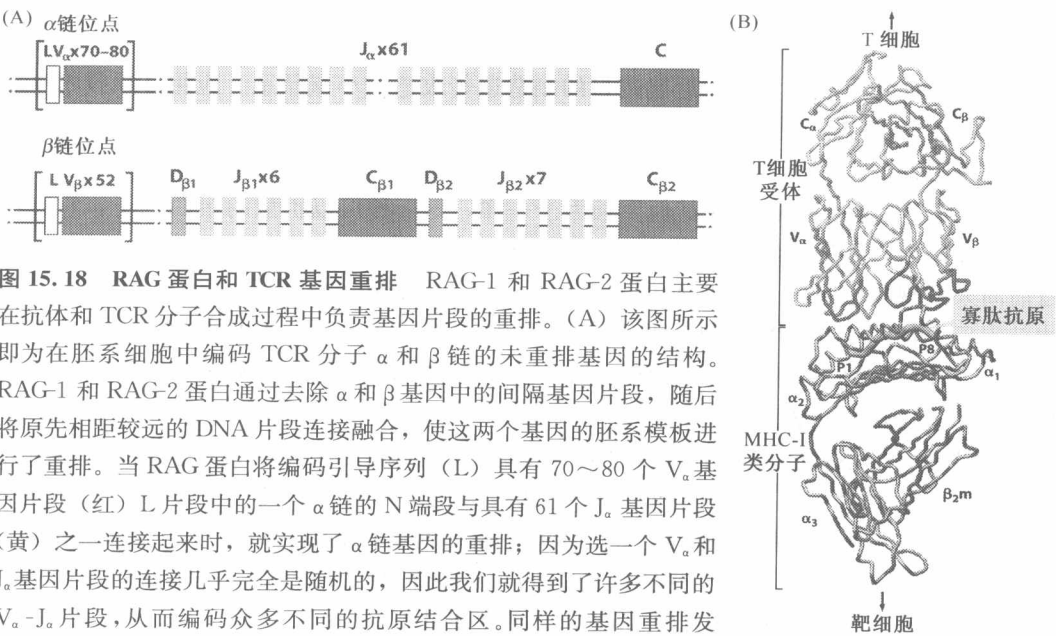 (A)
α链位点
LVαx70-80
Jαx61
C
β链位点
L Vβx52
Dβ1
Jβ1x6
Cβ1
Dβ2
Jβ2x7
Cβ2
图 15.18 RAG 蛋白和 TCR 基因重排 RAG-1 和 RAG-2 蛋白主要
在抗体和 TCR 分子合成过程中负责基因片段的重排。(A) 该图所示
即为在胚系细胞中编码 TCR 分子 α 和 β 链的未重排基因的结构。
RAG-1 和 RAG-2 蛋白通过去除 α 和 β 基因中的间隔基因片段，随后
将原先相距较远的 DNA 片段连接融合，使这两个基因的胚系模板进
行了重排。当 RAG 蛋白将编码引导序列（L）具有 70～80 个 Vα基
因片段（红）L 片段中的一个 α 链的 N 端段与具有 61 个 Jα 基因片段
（黄）之一连接起来时，就实现了 α 链基因的重排；因为选一个 Vα和
Jα基因片段的连接几乎完全是随机的，因此我们就得到了许多不同的
Vα-Jα片段，从而编码众多不同的抗原结合区。同样的基因重排发
(B)
T 细胞
Cα
Cβ
T细胞
受体
Vα
Vβ
寡肽抗原
P1
P8
α1
α2
MHC-I
类分子
β2m
α3
靶细胞